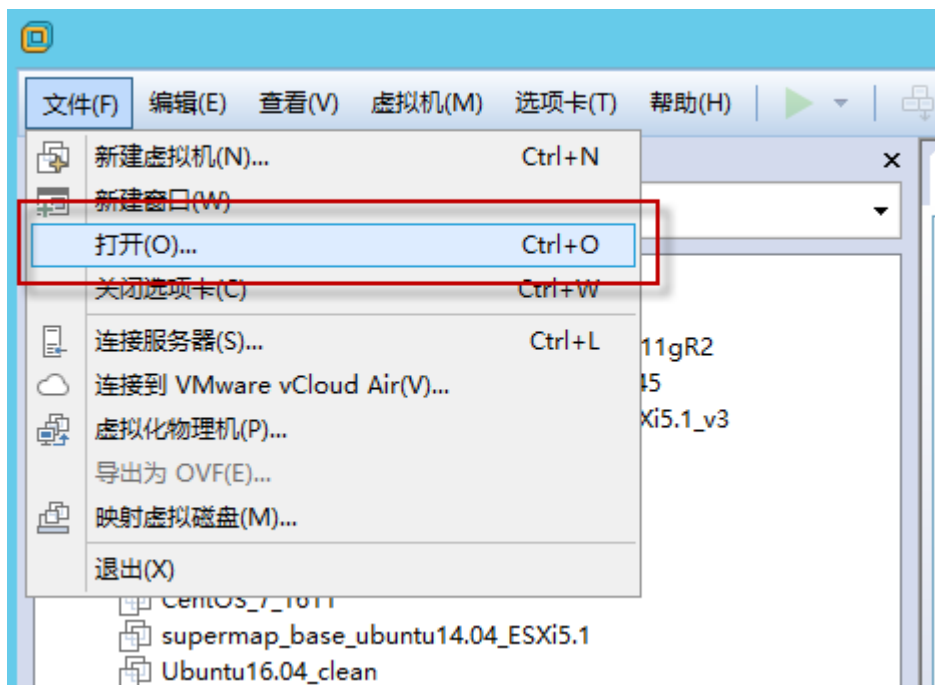 文件(F) 编辑(E) 查看(V) 虚拟机(M) 选项卡(T) 帮助(H)
新建虚拟机(N)... Ctrl+N
新建窗口(W)
打开(O)... Ctrl+O
关闭选项卡(C) Ctrl+W
连接服务器(S)... Ctrl+L
11gR2
连接到 VMware vCloud Air(V)...
45
虚拟化物理机(P)...
Xi5.1_v3
导出为 OVF(E)...
映射虚拟磁盘(M)...
退出(X)
CentOS_7_1611
supermap_base_ubuntu14.04_ESXi5.1
Ubuntu16.04_clean